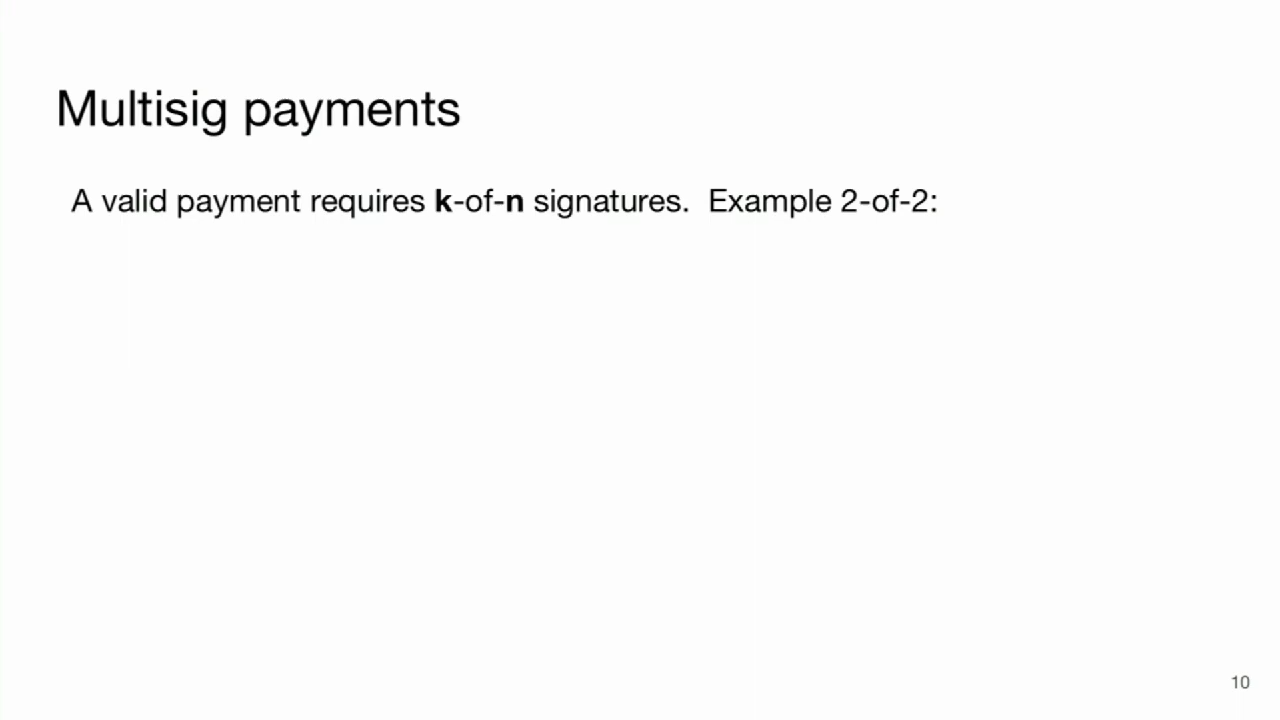 Multisig payments
A valid payment requires k-of-n signatures.  Example 2-of-2:
10